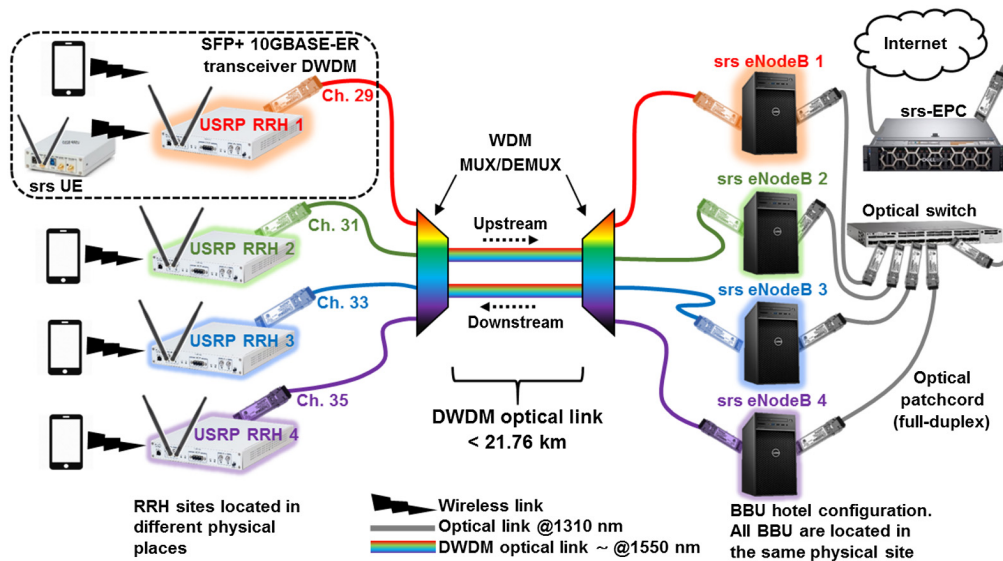 SFP+ 10GBASE-ER
transceiver DWDM
Ch. 29
USRP RRH 1
srs UE
Ch. 31
USRP RRH 2
Ch. 33
USRP RRH 3
Ch. 35
USRP RRH 4
RRH sites located in
different physical
places
WDM
MUX/DEMUX
Upstream
Downstream
DWDM optical link
< 21.76 km
Wireless link
Optical link @1310 nm
DWDM optical link ~ @1550 nm
srs eNodeB 1
srs eNodeB 2
srs eNodeB 3
srs eNodeB 4
Internet
srs-EPC
Optical switch
Optical
patchcord
(full-duplex)
BBU hotel configuration.
All BBU are located in
the same physical site